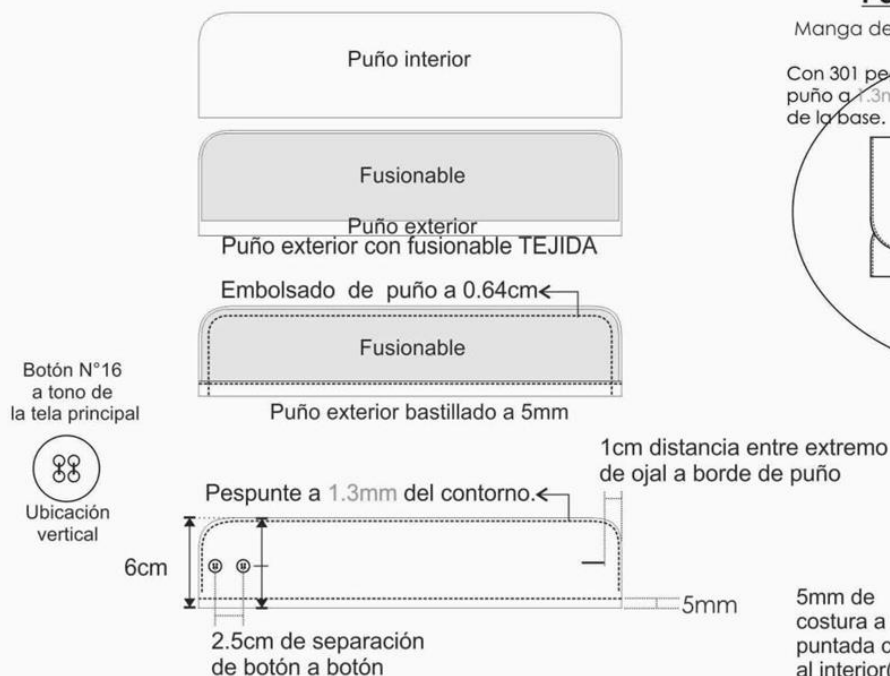 Puño interior
Manga de
Con 301 pe
puño a 1.3m
de la base.
Fusionable
Puño exterior
Puño exterior con fusionable TEJIDA
Embolsado de puño a 0.64cm
Fusionable
Puño exterior bastillado a 5mm
Botón N°16
a tono de
la tela principal
Ubicación
vertical
1cm distancia entre extremo
de ojal a borde de puño
Pespunte a 1.3mm del contorno.
6cm
5mm
2.5cm de separación
de botón a botón
5mm de
costura a
puntada
al interior(